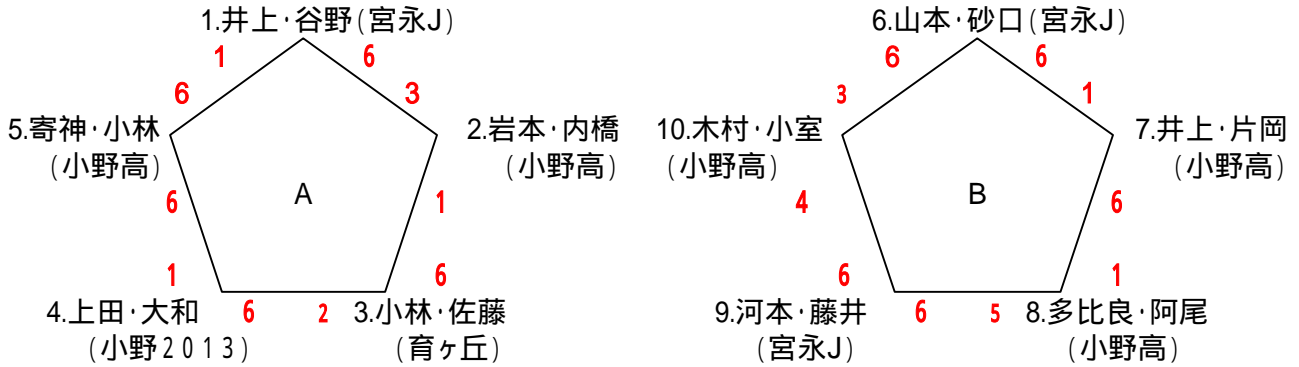 1.井上・谷野(宮永J)
1
6
6
3
5.寄神・小林
(小野高)
2.岩本・内橋
(小野高)
A
6
1
1
6
4.上田・大和
(小野2013)
6
2
3.小林・佐藤
(育ヶ丘)
6.山本・砂口(宮永J)
6
6
3
1
10.木村・小室
(小野高)
7.井上・片岡
(小野高)
B
4
6
6
1
9.河本・藤井
(宮永J)
6
5
8.多比良・阿尾
(小野高)